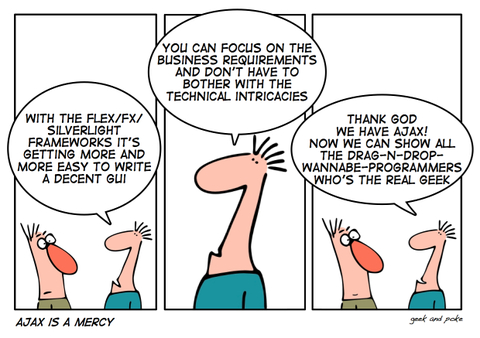 WITH THE FLEX/FX/
SILVERLIGHT
FRAMEWORKS IT'S
GETTING MORE AND
MORE EASY TO WRITE
A DECENT GUI
YOU CAN FOCUS ON THE
BUSINESS REQUIREMENTS
AND DON'T HAVE TO
BOTHER WITH THE
TECHNICAL INTRICACIES
THANK GOD
WE HAVE AJAX!
NOW WE CAN SHOW ALL
THE DRAG-N-DROP-
WANNABE-PROGRAMMERS
WHO'S THE REAL GEEK
AJAX IS A MERCY
geek and poke